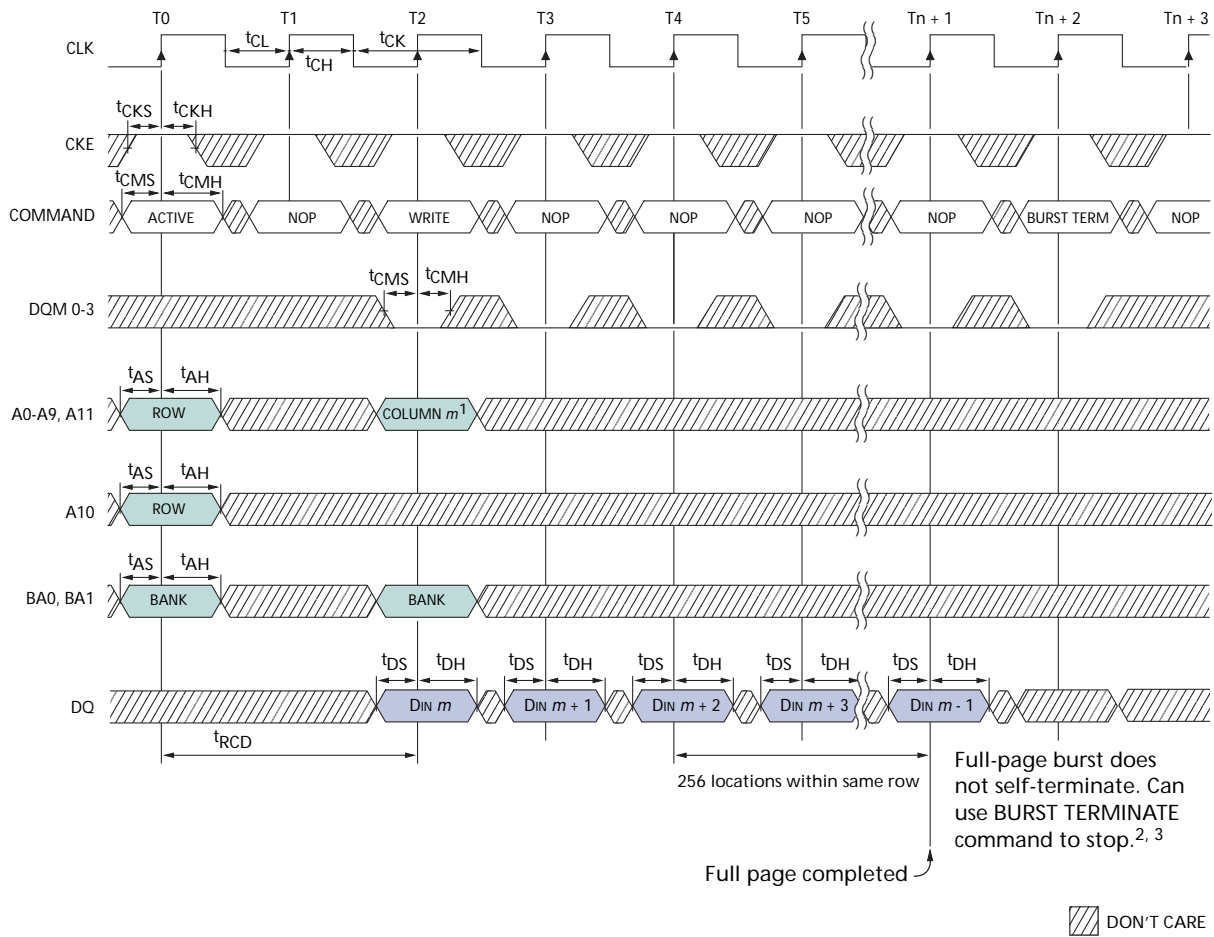 T0 T1 T2 T3 T4 T5 Tn + 1 Tn + 2 Tn + 3
CLK tCL tCH tCK
tCKS tCKH
CKE
tCMS tCMH
COMMAND ACTIVE NOP WRITE NOP NOP NOP NOP BURST TERM NOP
tCMS tCMH
DQM 0-3
tAS tAH
A0-A9, A11 ROW COLUMN m1
tAS tAH
A10 ROW
tAS tAH
BA0, BA1 BANK BANK
tDS tDH tDS tDH tDS tDH tDS tDH tDS tDH
DQ DIN m DIN m + 1 DIN m + 2 DIN m + 3 DIN m - 1
tRCD
256 locations within same row
Full-page burst does
not self-terminate. Can
use BURST TERMINATE
command to stop.2, 3
Full page completed
DON'T CARE